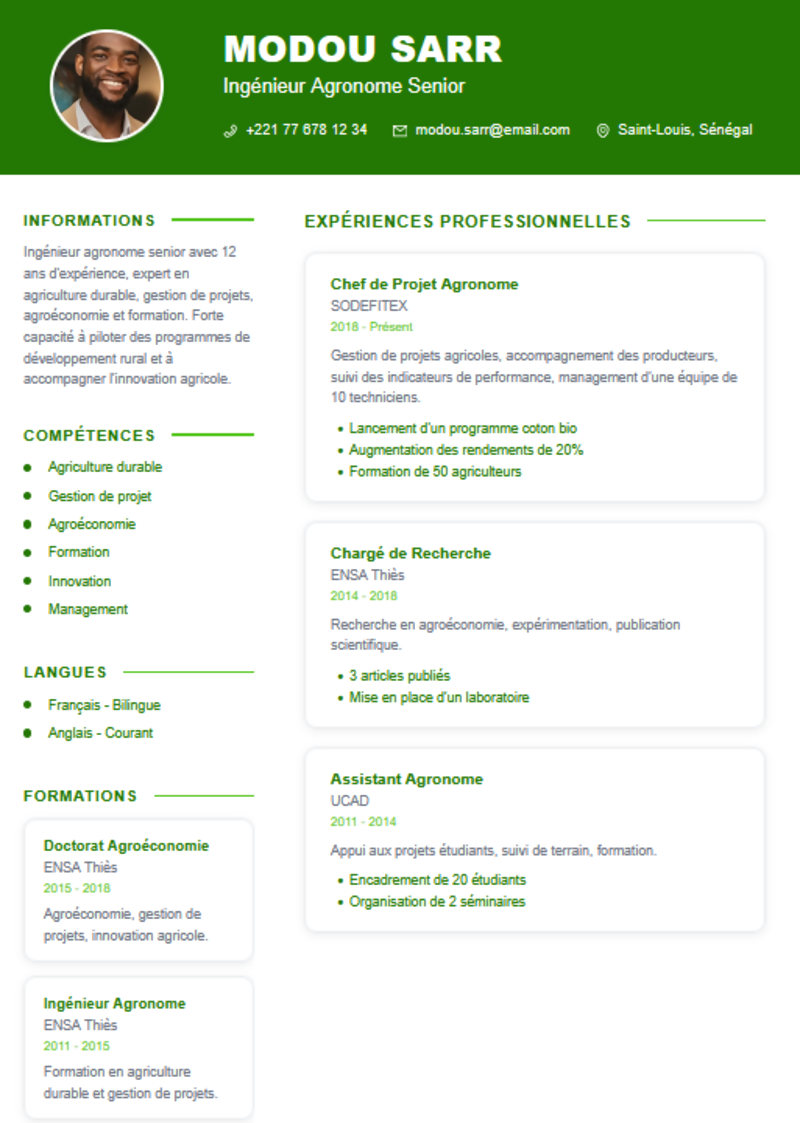 MODOU SARR
Ingénieur Agronome Senior
+221 77 678 12 34
modou.sarr@email.com
Saint-Louis, Sénégal
INFORMATIONS
Ingénieur agronome senior avec 12
ans d'expérience, expert en
agriculture durable, gestion de projets,
agroéconomie et formation. Forte
capacité à piloter des programmes de
développement rural et à
accompagner l'innovation agricole.
COMPÉTENCES
Agriculture durable
Gestion de projet
Agroéconomie
Formation
Innovation
Management
LANGUES
Français - Bilingue
Anglais - Courant
FORMATIONS
Doctorat Agroéconomie
ENSA Thiès
2015 - 2018
Agroéconomie, gestion de
projets, innovation agricole.
Ingénieur Agronome
ENSA Thiès
2011 - 2015
Formation en agriculture
durable et gestion de projets.
EXPÉRIENCES PROFESSIONNELLES
Chef de Projet Agronome
SODEFITEX
2018 - Présent
Gestion de projets agricoles, accompagnement des producteurs,
suivi des indicateurs de performance, management d'une équipe de
10 techniciens.
• Lancement d'un programme coton bio
• Augmentation des rendements de 20%
• Formation de 50 agriculteurs
Chargé de Recherche
ENSA Thiès
2014 - 2018
Recherche en agroéconomie, expérimentation, publication
scientifique.
• 3 articles publiés
• Mise en place d'un laboratoire
Assistant Agronome
UCAD
2011 - 2014
Appui aux projets étudiants, suivi de terrain, formation.
• Encadrement de 20 étudiants
• Organisation de 2 séminaires